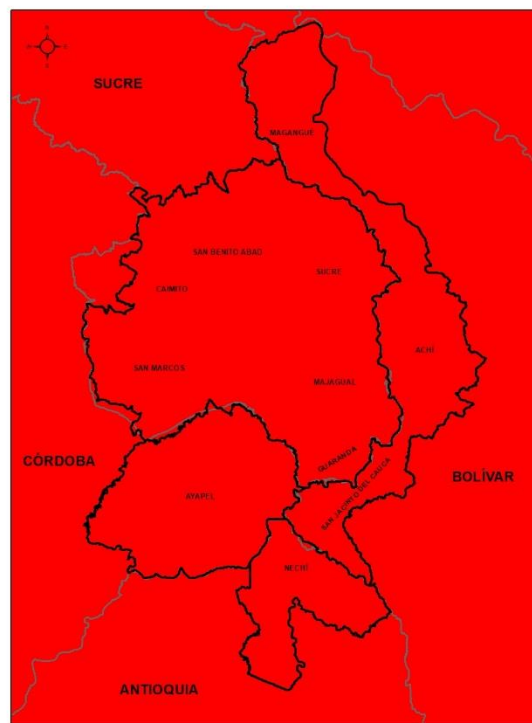 SUCRE
MAGANGUÉ
SAN BENITO ABAD
SUCRE
CAIMITO
ACHÍ
SAN MARCOS
MAJAGUAL
GUARANDA
CÓRDOBA
SAN JACINTO DEL CAUCA
BOLÍVAR
AYAPEL
NECHÍ
ANTIOQUIA